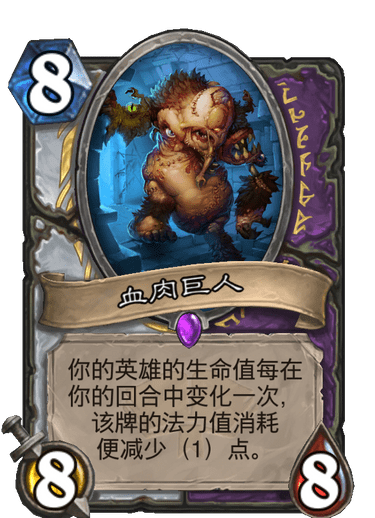 8
血肉巨人
你的英雄的生命值每在
你的回合中变化一次，
该牌的法力值消耗
便减少（1）点。
8
8